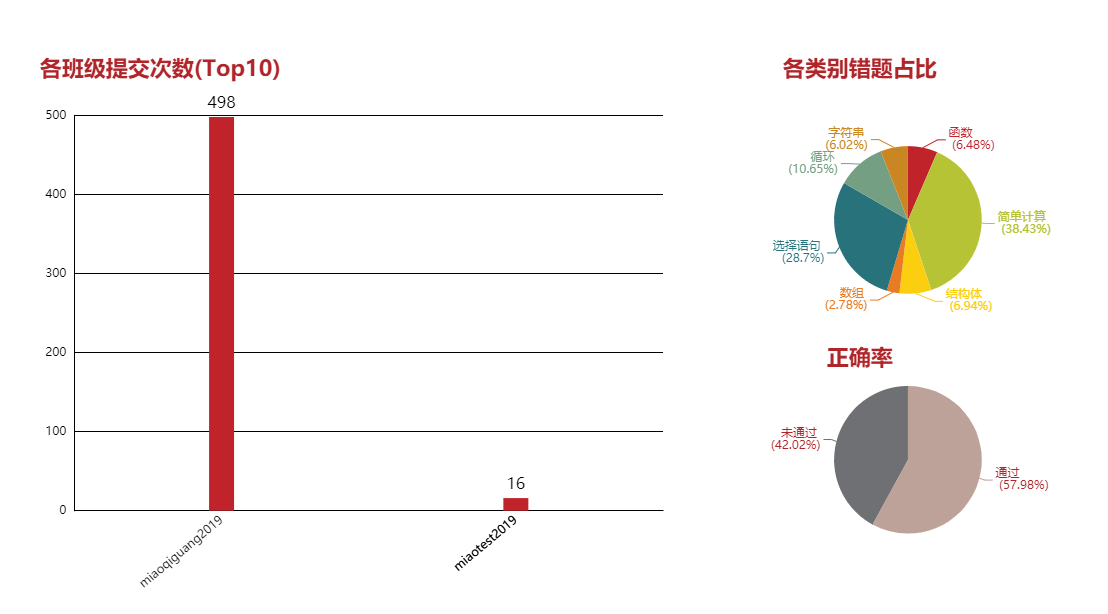 各班级提交次数(Top10)
498
500
400
300
200
100
0
16
miaoqiguang2019
miaotest2019
各类别错题占比
字符串
(6.02%)
函数
(6.48%)
循环
(10.65%)
简单计算
(38.43%)
选择语句
(28.7%)
数组
(2.78%)
结构体
(6.94%)
正确率
未通过
(42.02%)
通过
(57.98%)